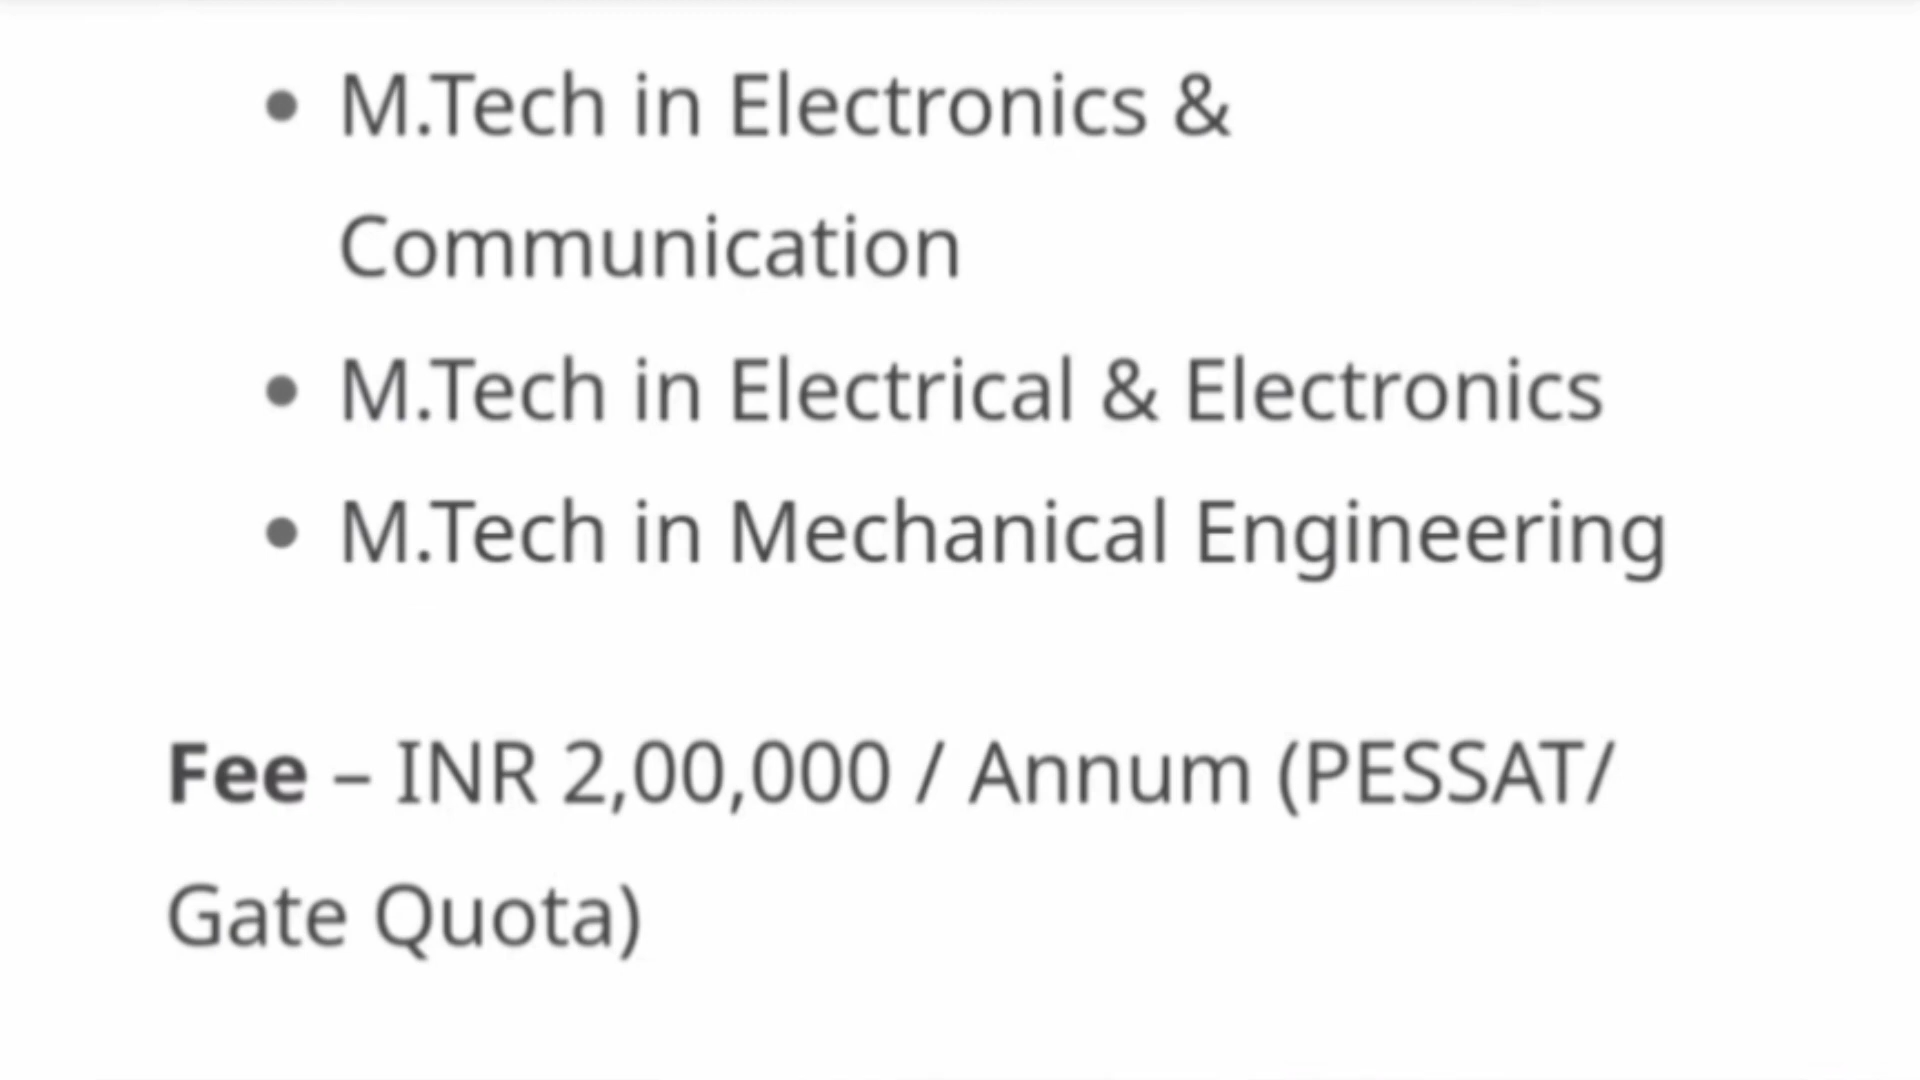 • M.Tech in Electronics &
Communication
• M.Tech in Electrical & Electronics
• M.Tech in Mechanical Engineering
Fee – INR 2,00,000 / Annum (PESSAT/
Gate Quota)